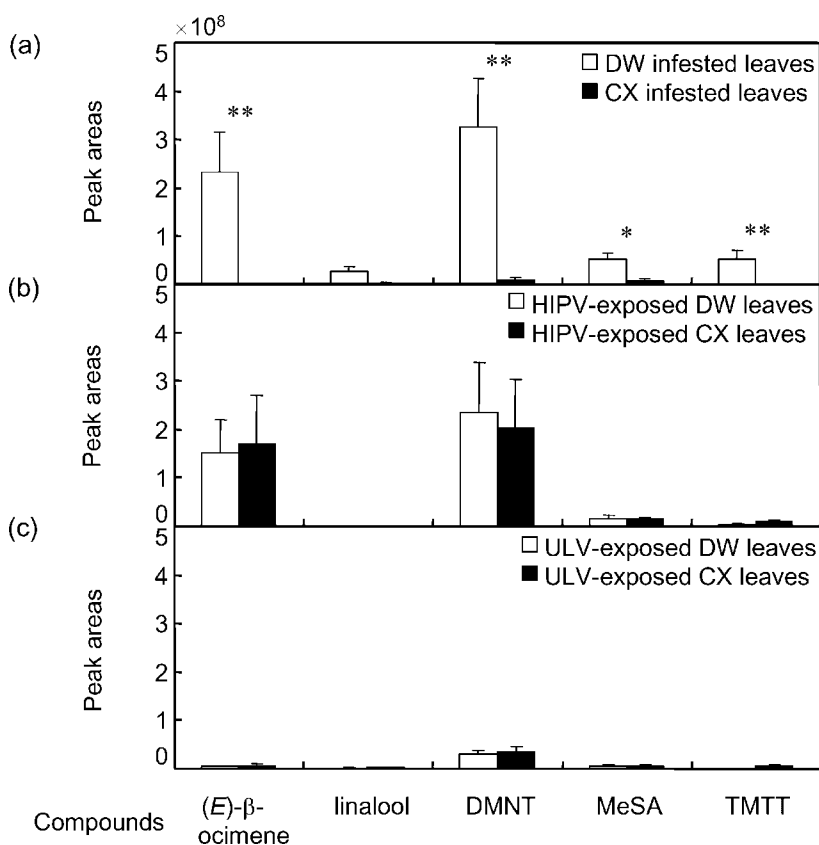 ×10⁸
(a)
5
4
3
2
1
0
Peak areas
** ** * **
DW infested leaves
CX infested leaves
(b)
5
4
3
2
1
0
Peak areas
HIPV-exposed DW leaves
HIPV-exposed CX leaves
(c)
5
4
3
2
1
0
Peak areas
ULV-exposed DW leaves
ULV-exposed CX leaves
Compounds
(E)-β-
ocimene
linalool
DMNT
MeSA
TMTT